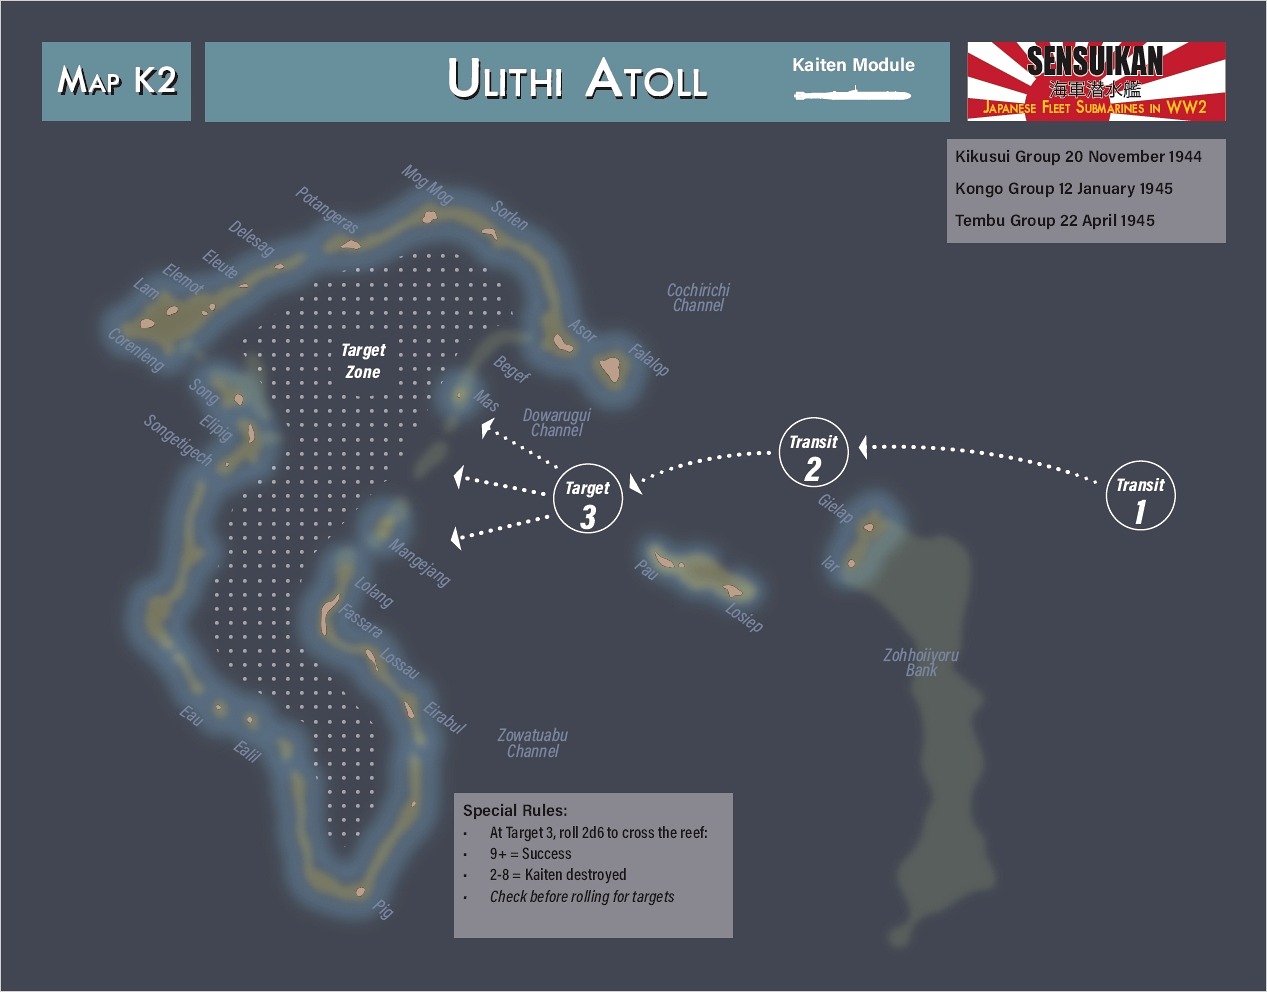 MAP K2
ULITHI ATOLL
Kaiten Module
SENSUIKAN
海軍潜水艦
JAPANESE FLEET SUBMARINES IN WW2
Kikusui Group 20 November 1944
Kongo Group 12 January 1945
Tembu Group 22 April 1945
Mog Mog
Potangeras
Sorlen
Delesag
Eleute
Elemot
Lam
Corenleng
Cochirichi
Channel
Asor
Falalop
Target
Zone
Begef
Mas
Song
Elipig
Songetigech
Dowarugui
Channel
Transit
2
Target
3
Transit
1
Gielap
Iar
Mangejang
Pau
Losiep
Lolang
Fassara
Lossau
Zohhoiiyoru
Bank
Eau
Ealil
Eirabul
Zowatuabu
Channel
Pig
Special Rules:
· At Target 3, roll 2d6 to cross the reef:
· 9+ = Success
· 2-8 = Kaiten destroyed
· Check before rolling for targets